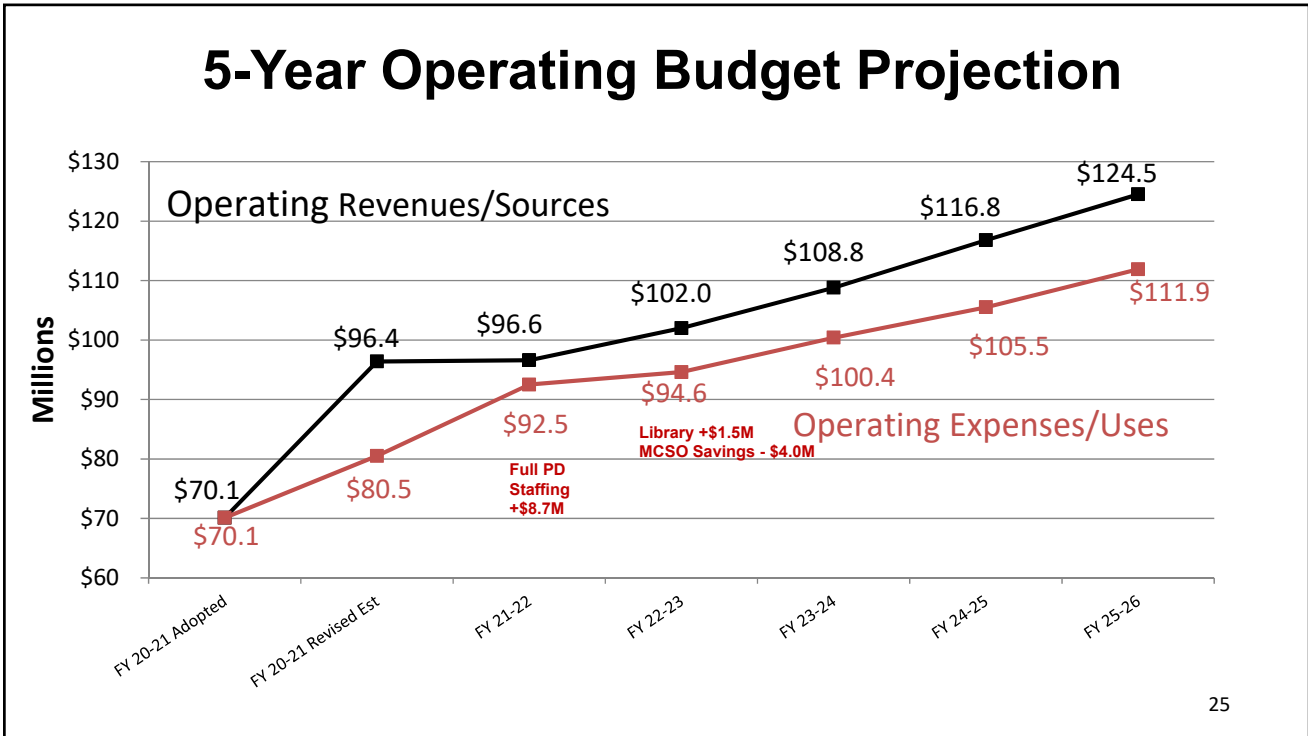 5-Year Operating Budget Projection
$130
$120
$110
$100
$90
$80
$70
$60
Millions
Operating Revenues/Sources
$70.1
$96.4
$96.6
$102.0
$108.8
$116.8
$124.5
$70.1
$80.5
$92.5
$94.6
$100.4
$105.5
$111.9
Operating Expenses/Uses
Full PD
Staffing
+$8.7M
Library +$1.5M
MCSO Savings - $4.0M
FY 20-21 Adopted
FY 20-21 Revised Est
FY 21-22
FY 22-23
FY 23-24
FY 24-25
FY 25-26
25